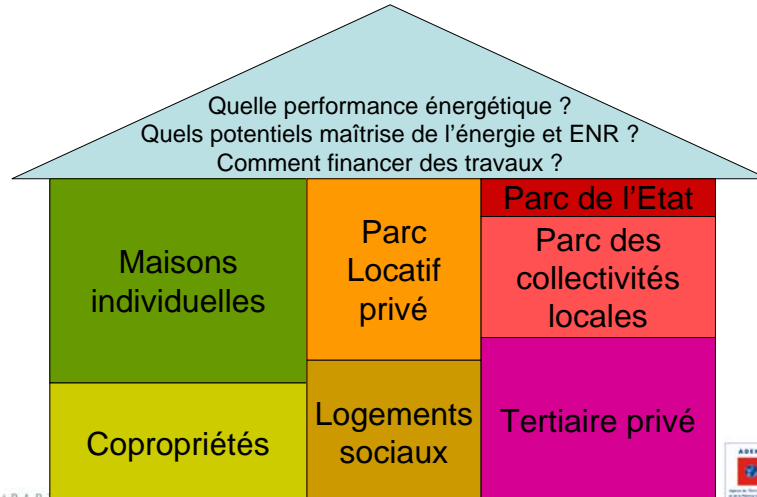 Quelle performance énergétique ?
Quels potentiels maîtrise de l'énergie et ENR ?
Comment financer des travaux ?
Maisons
individuelles
Copropriétés
Parc
Locatif
privé
Logements
sociaux
Parc de l'Etat
Parc des
collectivités
locales
Tertiaire privé